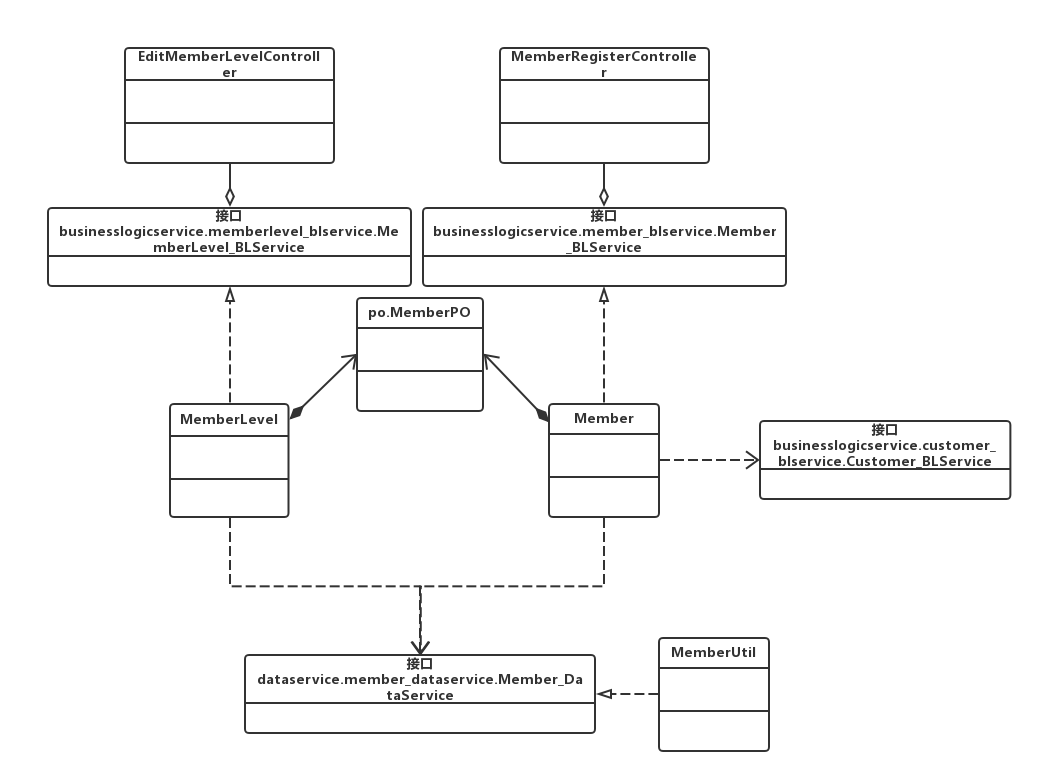 EditMemberLevelControll
er
MemberRegisterControlle
r
接口
businesslogicservice.memberlevel_blservice.Me
mberLevel_BLService
接口
businesslogicservice.member_blservice.Member
_BLService
po.MemberPO
MemberLevel
Member
接口
businesslogicservice.customer_
blservice.Customer_BLService
接口
dataservice.member_dataservice.Member_Da
taService
MemberUtil